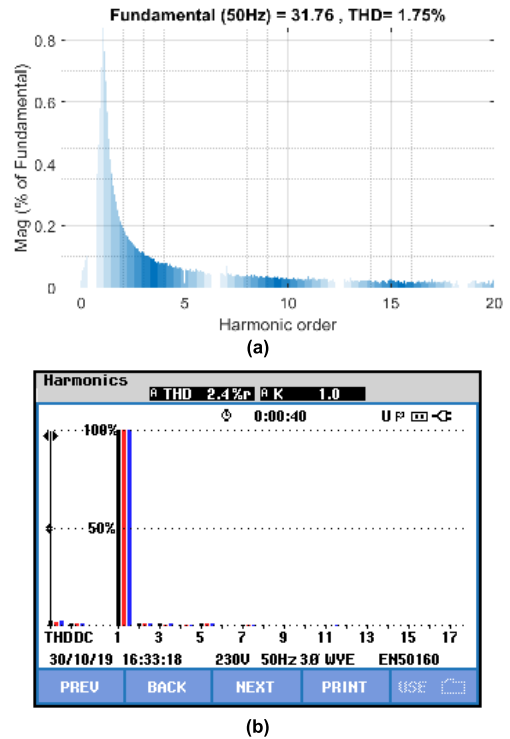 Fundamental (50Hz) = 31.76 , THD= 1.75%
Mag (% of Fundamental)
0.8
0.6
0.4
0.2
0
0 5 10 15 20
Harmonic order
(a)
Harmonics
A THD 2.4%r A K 1.0
0:00:40 U
100%
50%
THDDC 1 3 5 7 9 11 13 15 17
30/10/19 16:33:18 230V 50Hz 3Ø WYE EN50160
PREV BACK NEXT PRINT USE
(b)